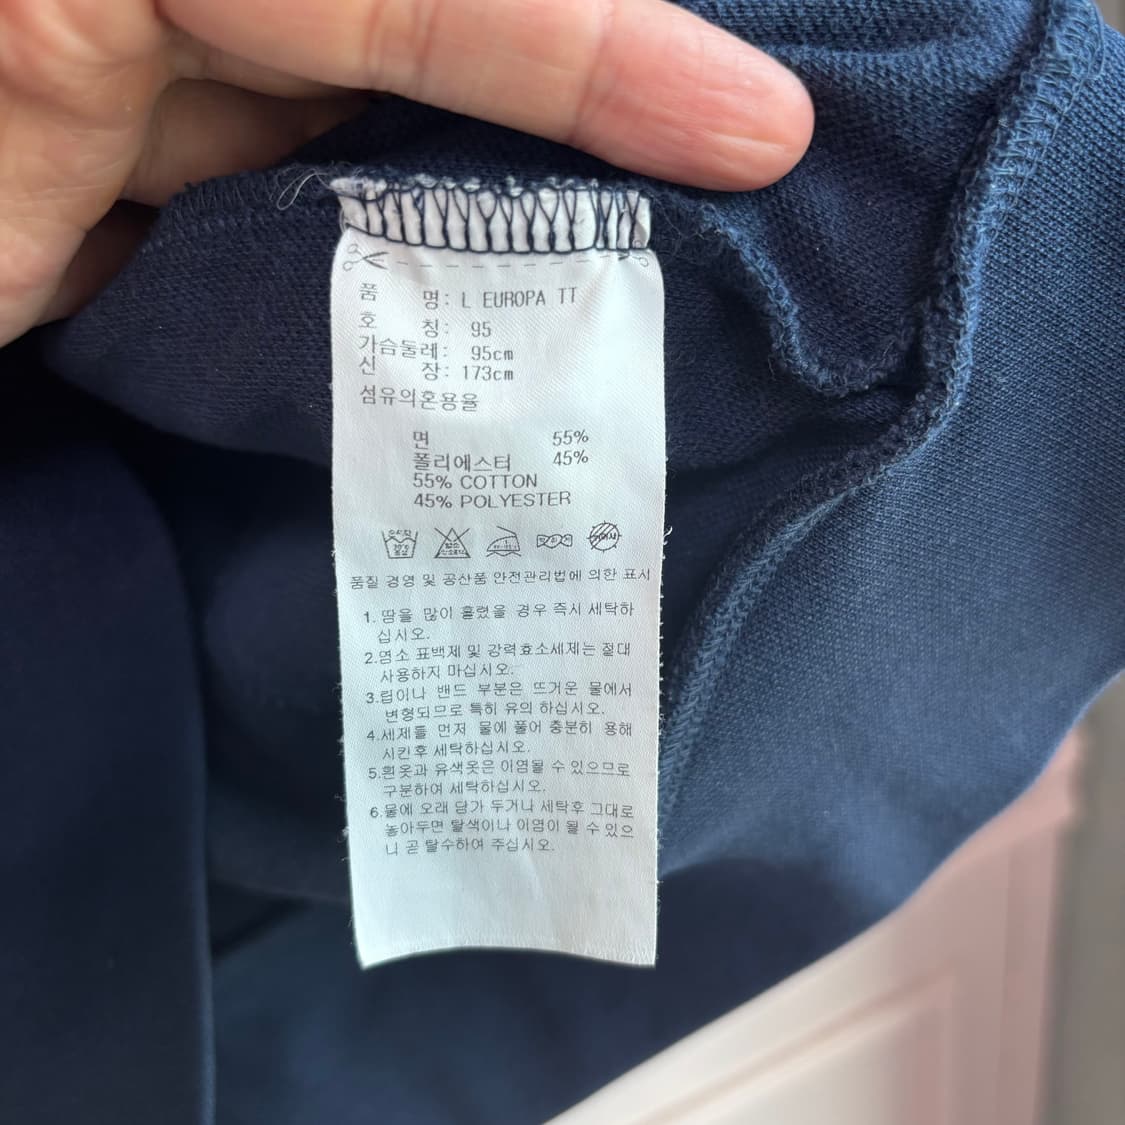 품 명: L EUROPA TT
호 칭: 95
가슴둘레: 95cm
신 장: 173cm
섬유의혼용율
면 55%
폴리에스터 45%
55% COTTON
45% POLYESTER
품질 경영 및 공산품 안전관리법에 의한 표시
1. 땀을 많이 흘렸을 경우 즉시 세탁하
십시오.
2.염소 표백제 및 강력효소세제는 절대
사용하지 마십시오.
3.립이나 밴드 부분은 뜨거운 물에서
변형되므로 특히 유의 하십시오.
4.세제를 먼저 물에 풀어 충분히 용해
시킨후 세탁하십시오.
5.흰옷과 유색옷은 이염될 수 있으므로
구분하여 세탁하십시오.
6.물에 오래 담가 두거나 세탁후 그대로
놓아두면 탈색이나 이염이 될 수 있으
니 곧 탈수하여 주십시오.